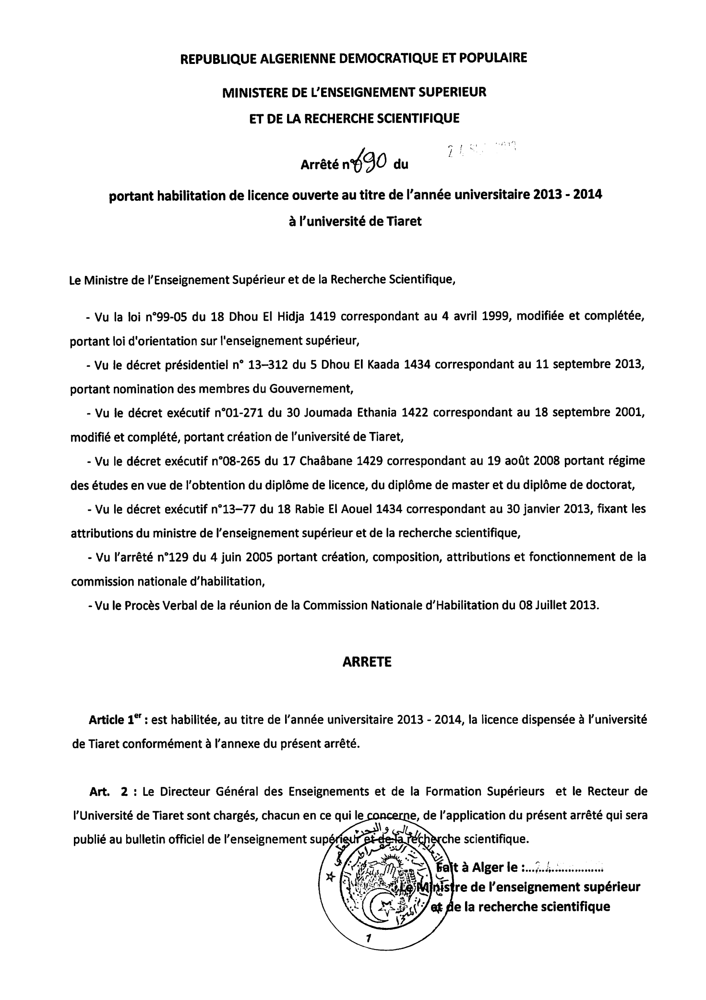 REPUBLIQUE ALGERIENNE DEMOCRATIQUE ET POPULAIRE
MINISTERE DE L'ENSEIGNEMENT SUPERIEUR
ET DE LA RECHERCHE SCIENTIFIQUE
Arrêté n° 690 du
portant habilitation de licence ouverte au titre de l'année universitaire 2013 - 2014
à l'université de Tiaret
Le Ministre de l'Enseignement Supérieur et de la Recherche Scientifique,
- Vu la loi n°99-05 du 18 Dhou El Hidja 1419 correspondant au 4 avril 1999, modifiée et complétée,
portant loi d'orientation sur l'enseignement supérieur,
- Vu le décret présidentiel n° 13–312 du 5 Dhou El Kaada 1434 correspondant au 11 septembre 2013,
portant nomination des membres du Gouvernement,
- Vu le décret exécutif n°01-271 du 30 Joumada Ethania 1422 correspondant au 18 septembre 2001,
modifié et complété, portant création de l'université de Tiaret,
- Vu le décret exécutif n°08-265 du 17 Chaâbane 1429 correspondant au 19 août 2008 portant régime
des études en vue de l'obtention du diplôme de licence, du diplôme de master et du diplôme de doctorat,
- Vu le décret exécutif n°13–77 du 18 Rabie El Aouel 1434 correspondant au 30 janvier 2013, fixant les
attributions du ministre de l'enseignement supérieur et de la recherche scientifique,
- Vu l'arrêté n°129 du 4 juin 2005 portant création, composition, attributions et fonctionnement de la
commission nationale d'habilitation,
- Vu le Procès Verbal de la réunion de la Commission Nationale d'Habilitation du 08 Juillet 2013.
ARRETE
Article 1er : est habilitée, au titre de l'année universitaire 2013 - 2014, la licence dispensée à l'université
de Tiaret conformément à l'annexe du présent arrêté.
Art. 2 : Le Directeur Général des Enseignements et de la Formation Supérieurs et le Recteur de
l'Université de Tiaret sont chargés, chacun en ce qui le concerne, de l'application du présent arrêté qui sera
publié au bulletin officiel de l'enseignement supérieur et de la recherche scientifique.
Fait à Alger le :
Le Ministre de l'enseignement supérieur
et de la recherche scientifique
1